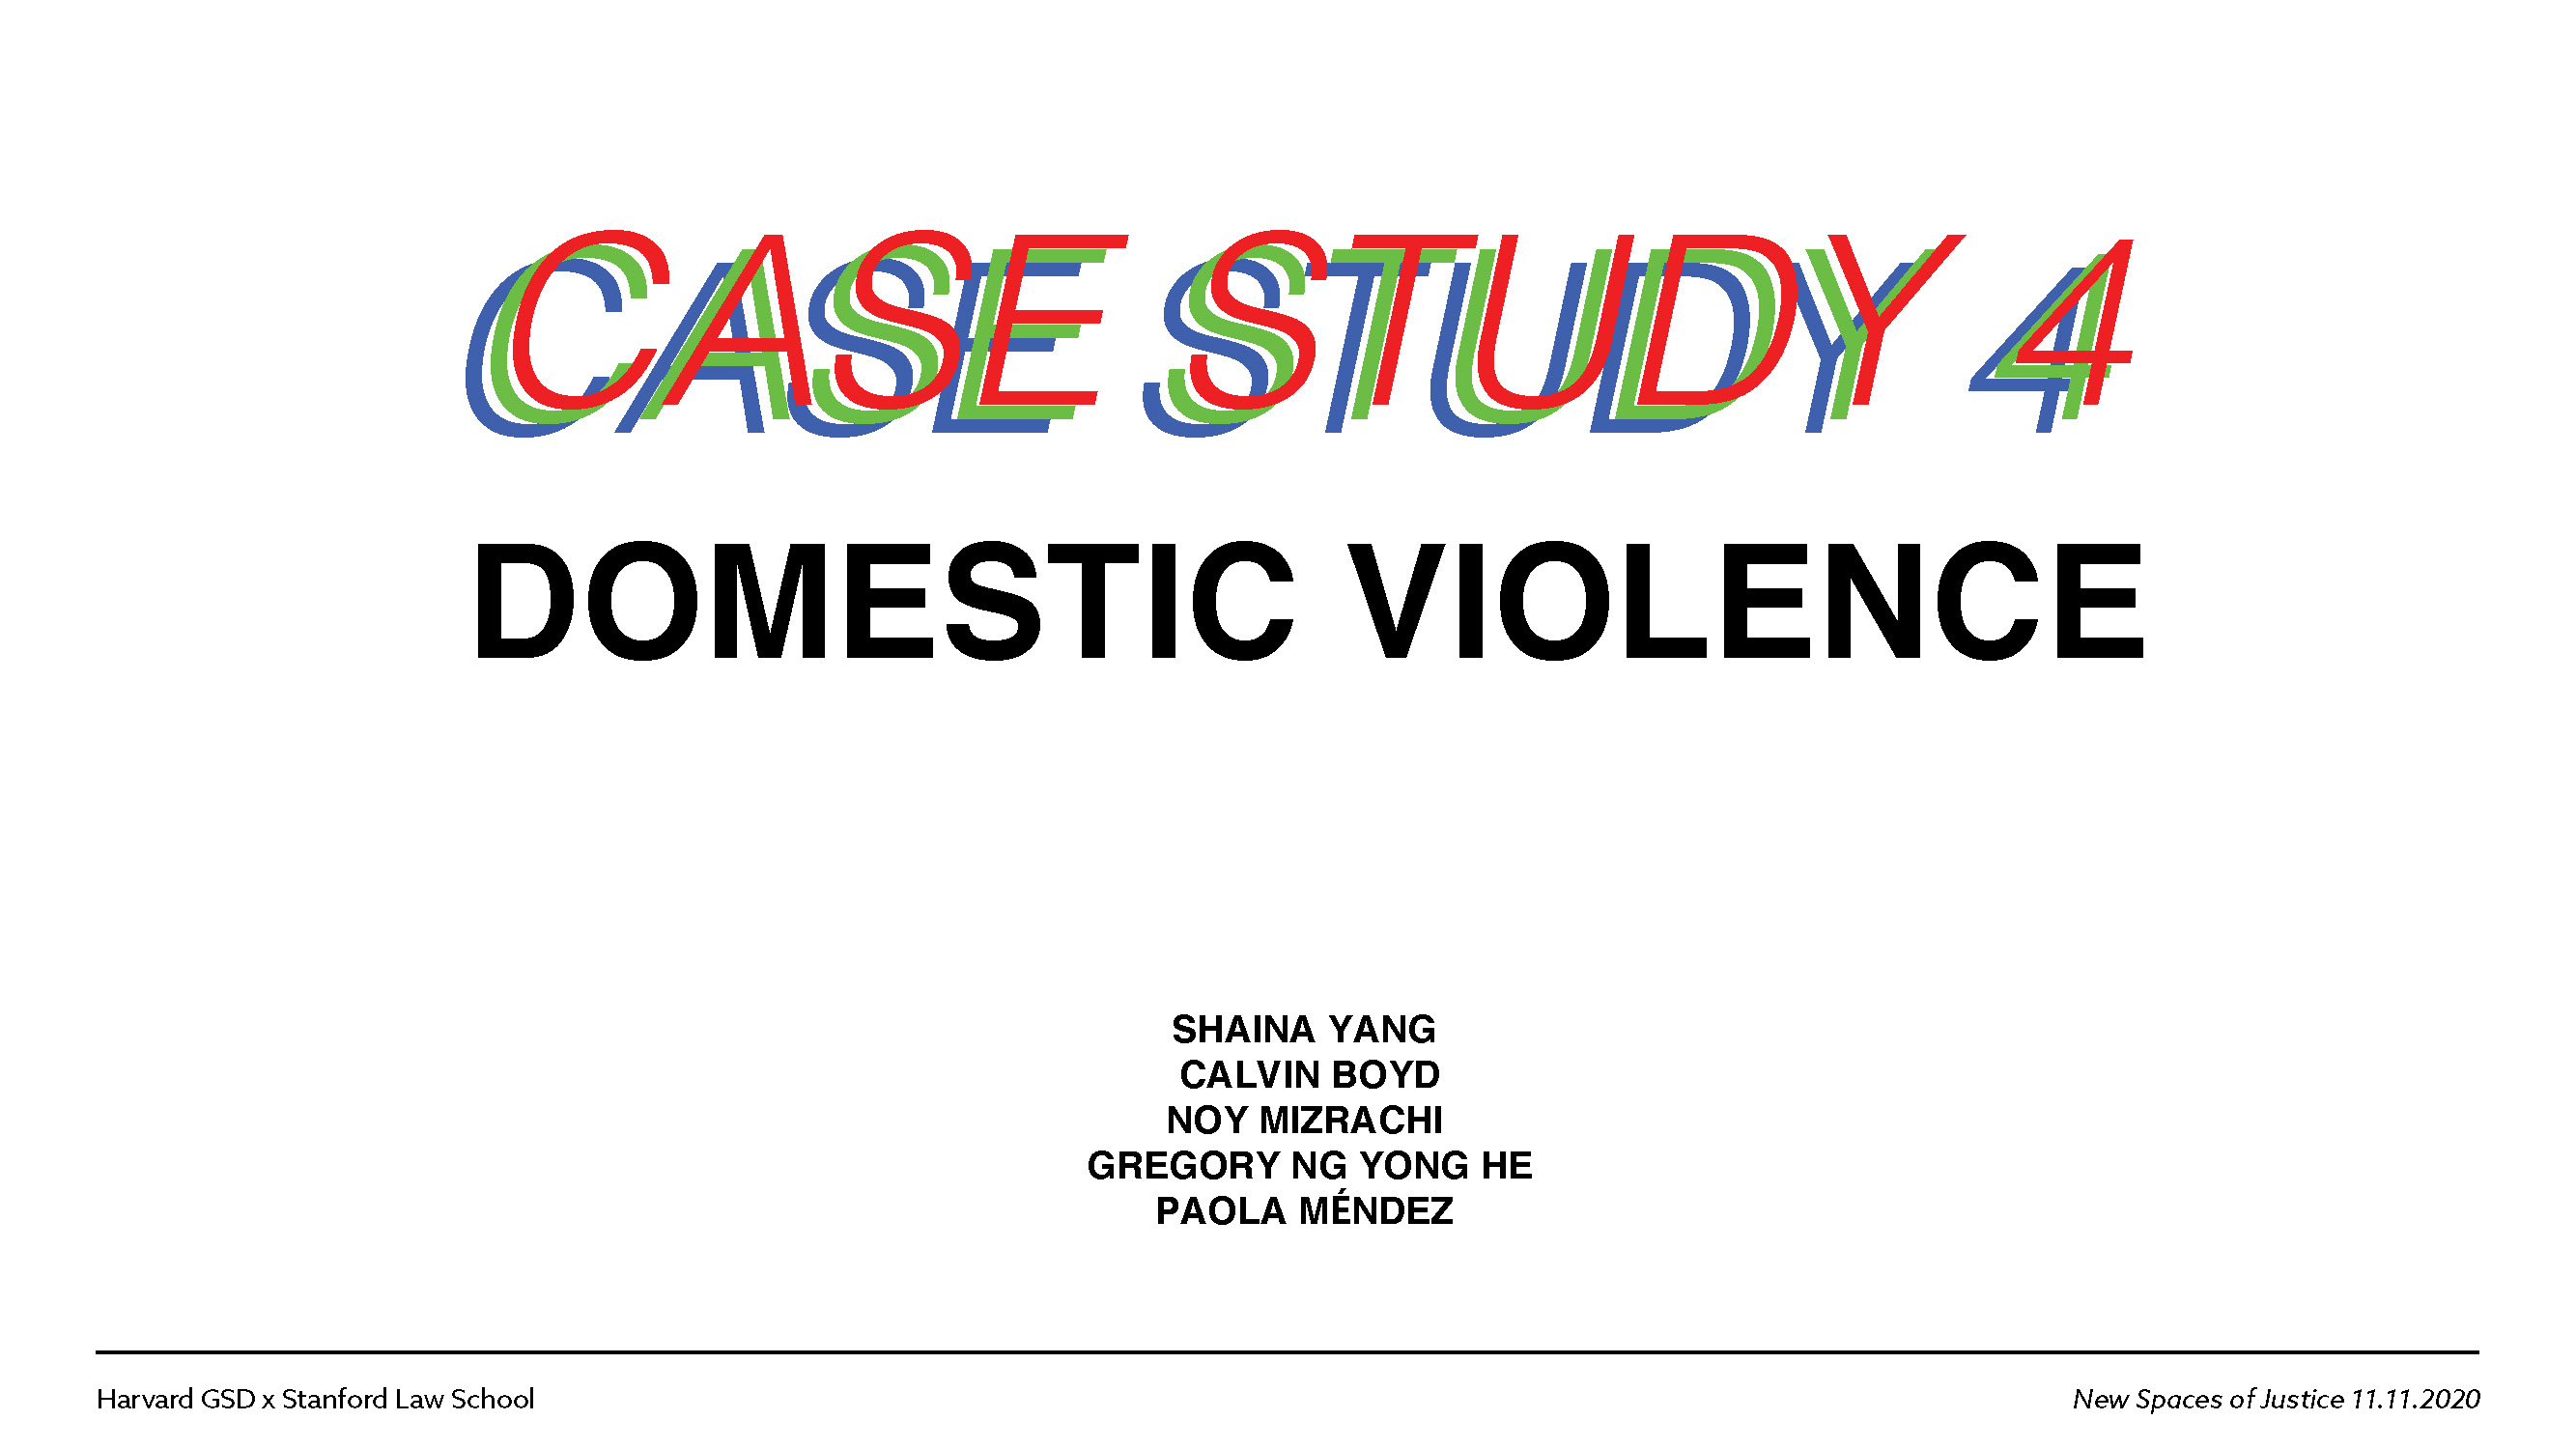 CASE STUDY 4
DOMESTIC VIOLENCE
SHAINA YANG
CALVIN BOYD
NOY MIZRACHI
GREGORY NG YONG HE
PAOLA MÉNDEZ
Harvard GSD x Stanford Law School
New Spaces of Justice 11.11.2020